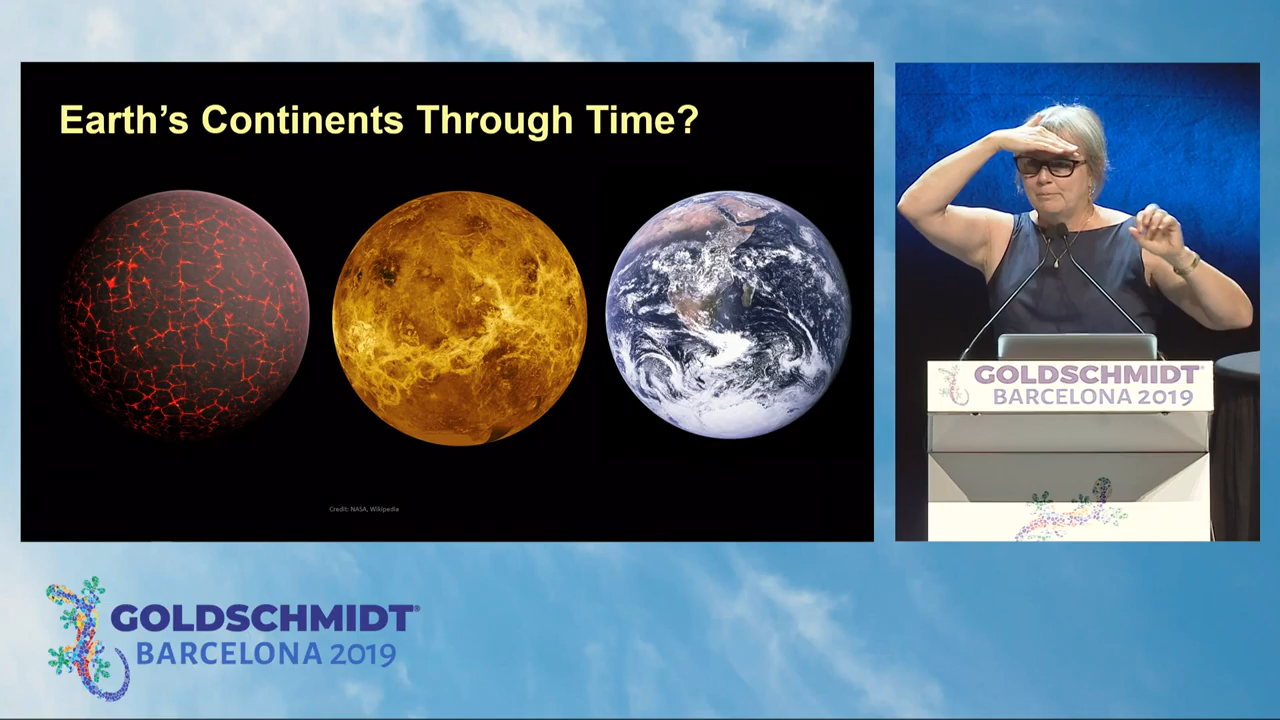 Earth's Continents Through Time?
Credit: NASA, Wikipedia
GOLDSCHMIDT®
BARCELONA 2019
GOLDSCHMIDT®
BARCELONA 2019